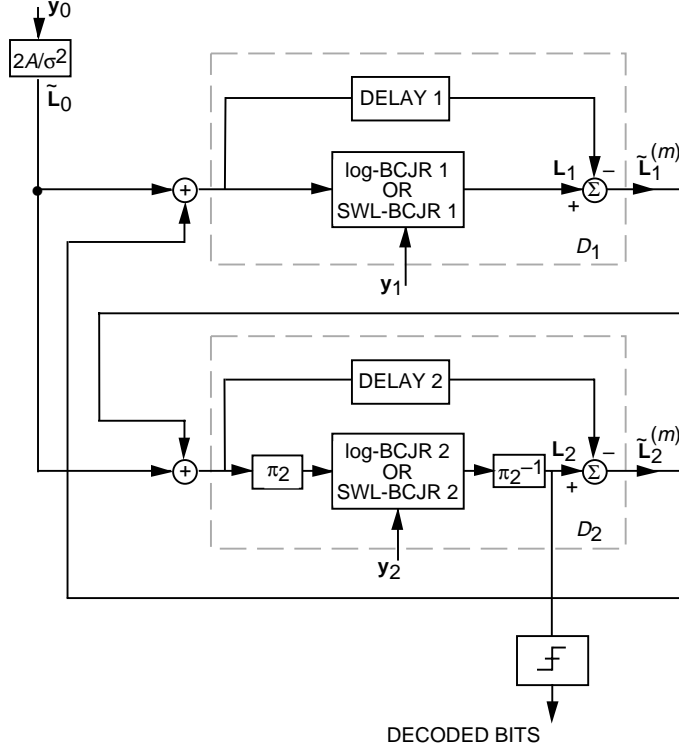 y0
2A/σ2
L̃0
DELAY 1
log-BCJR 1
OR
SWL-BCJR 1
+
L1
+
−
Σ
L̃1(m)
D1
y1
DELAY 2
+
π2
log-BCJR 2
OR
SWL-BCJR 2
π2−1
L2
+
−
Σ
L̃2(m)
D2
y2
DECODED BITS